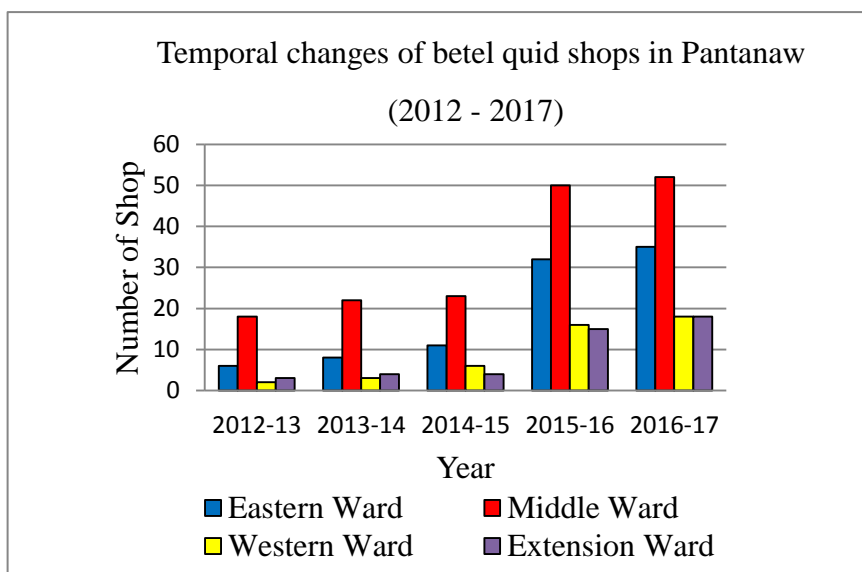 Temporal changes of betel quid shops in Pantanaw
(2012 - 2017)
60
50
40
30
20
10
0
Number of Shop
2012-13 2013-14 2014-15 2015-16 2016-17
Year
Eastern Ward Middle Ward
Western Ward Extension Ward